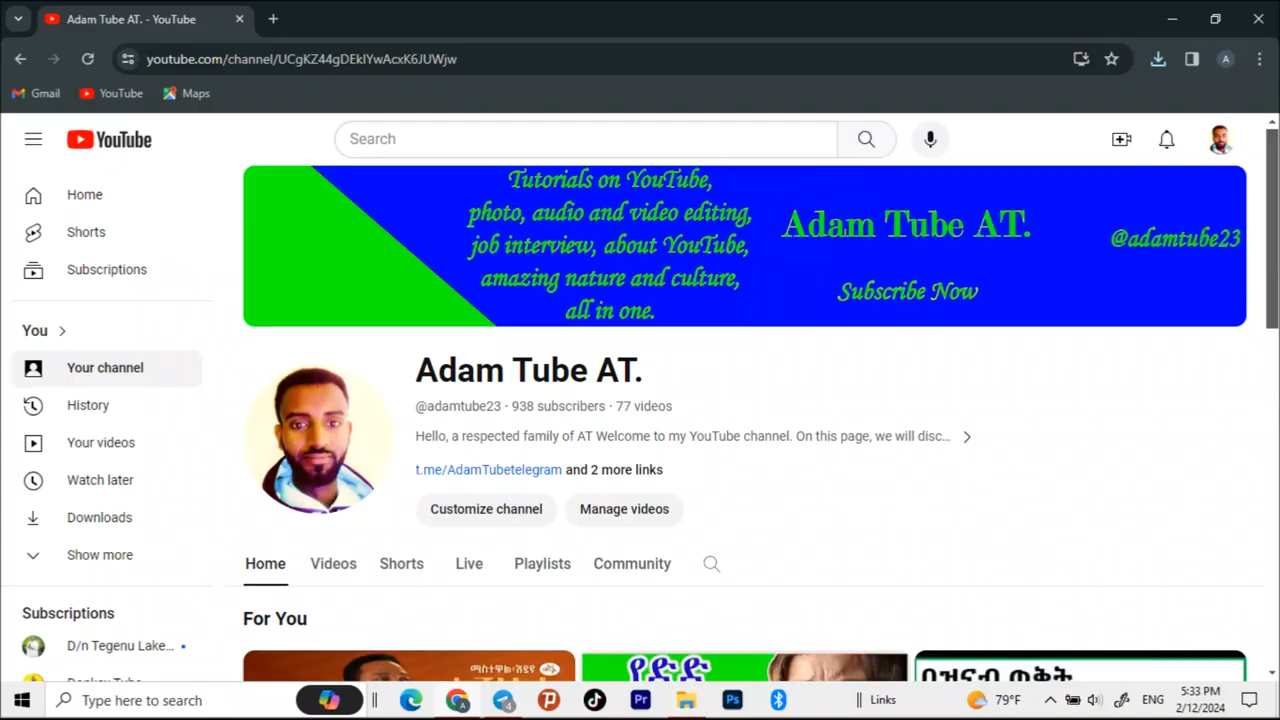 Adam Tube AT. - YouTube
youtube.com/channel/UCgKZ44gDEkIYwAcxK6JUWjw
A
Gmail
YouTube
Maps
YouTube
Search
Home
Shorts
Subscriptions
You
Your channel
History
Your videos
Watch later
Downloads
Show more
Subscriptions
D/n Tegenu Lake...
Tutorials on YouTube,
photo, audio and video editing,
job interview, about YouTube,
amazing nature and culture,
all in one.
Adam Tube AT.
Subscribe Now
@adamtube23
Adam Tube AT.
@adamtube23 · 938 subscribers · 77 videos
Hello, a respected family of AT Welcome to my YouTube channel. On this page, we will disc...
t.me/AdamTubetelegram and 2 more links
Customize channel
Manage videos
Home
Videos
Shorts
Live
Playlists
Community
For You
በዝናብ ወቅት
Type here to search
Links
79°F
ENG
5:33 PM
2/12/2024